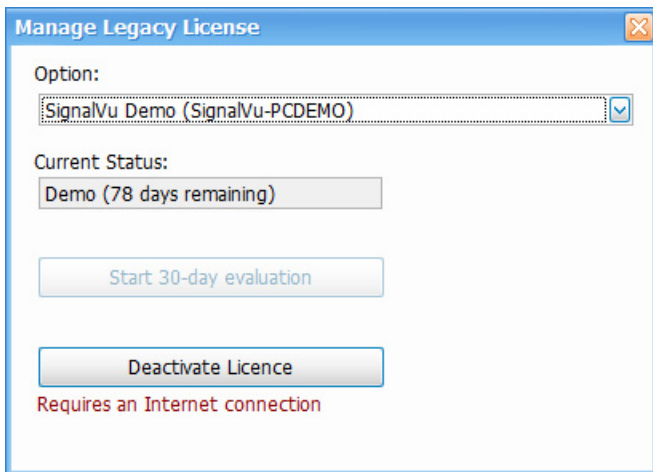 Manage Legacy License
Option:
SignalVu Demo (SignalVu-PCDEMO)
Current Status:
Demo (78 days remaining)
Start 30-day evaluation
Deactivate Licence
Requires an Internet connection